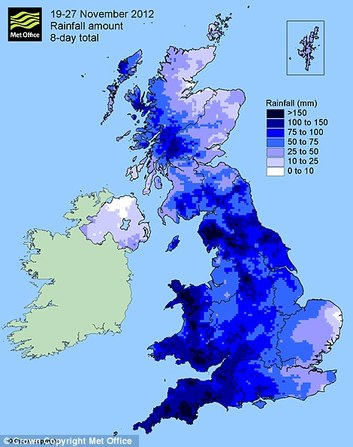 Met Office
19-27 November 2012
Rainfall amount
8-day total
Rainfall (mm)
>150
100 to 150
75 to 100
50 to 75
25 to 50
10 to 25
0 to 10
© Crown Copyright Met Office